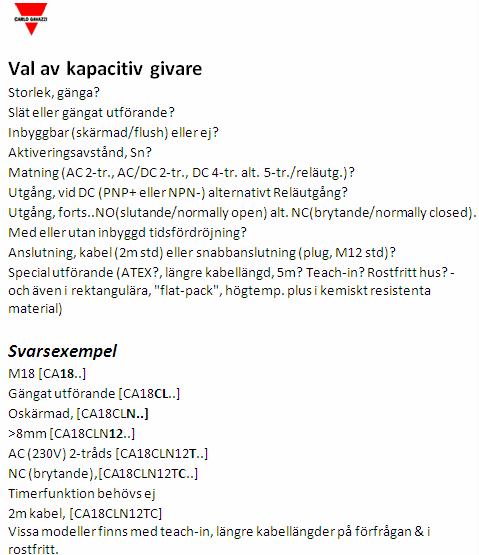 CARLO GAVAZZI
Val av kapacitiv givare
Storlek, gänga?
Slät eller gängat utförande?
Inbyggbar (skärmad/flush) eller ej?
Aktiveringsavstånd, Sn?
Matning (AC 2-tr., AC/DC 2-tr., DC 4-tr. alt. 5-tr./reläutg.)?
Utgång, vid DC (PNP+ eller NPN-) alternativt Reläutgång?
Utgång, forts..NO(slutande/normally open) alt. NC(brytande/normally closed).
Med eller utan inbyggd tidsfördröjning?
Anslutning, kabel (2m std) eller snabbanslutning (plug, M12 std)?
Special utförande (ATEX?, längre kabellängd, 5m? Teach-in? Rostfritt hus? -
och även i rektangulära, "flat-pack", högtemp. plus i kemiskt resistenta
material)
Svarsexempel
M18 [CA18..]
Gängat utförande [CA18CL..]
Oskärmad, [CA18CLN..]
>8mm [CA18CLN12..]
AC (230V) 2-tråds [CA18CLN12T..]
NC (brytande),[CA18CLN12TC..]
Timerfunktion behövs ej
2m kabel, [CA18CLN12TC]
Vissa modeller finns med teach-in, längre kabellängder på förfrågan & i
rostfritt.